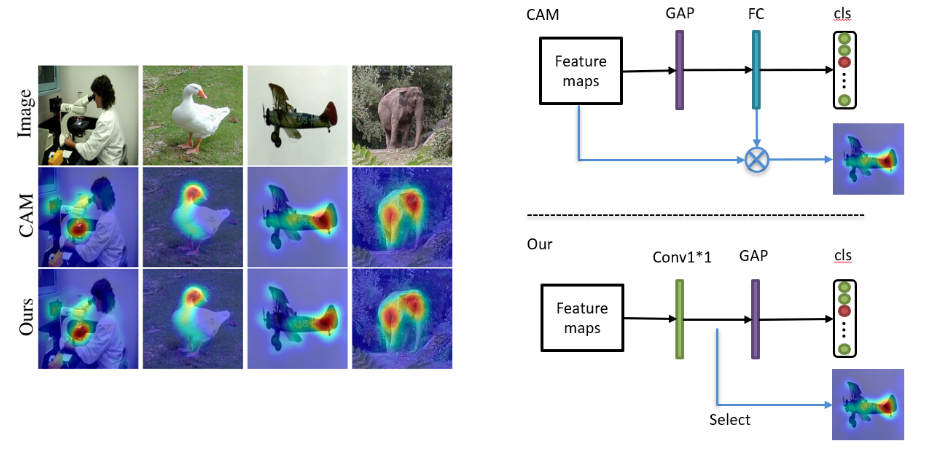 Image
CAM
Ours
CAM
GAP
FC
cls
Feature
maps
Our
Conv1*1
GAP
cls
Feature
maps
Select